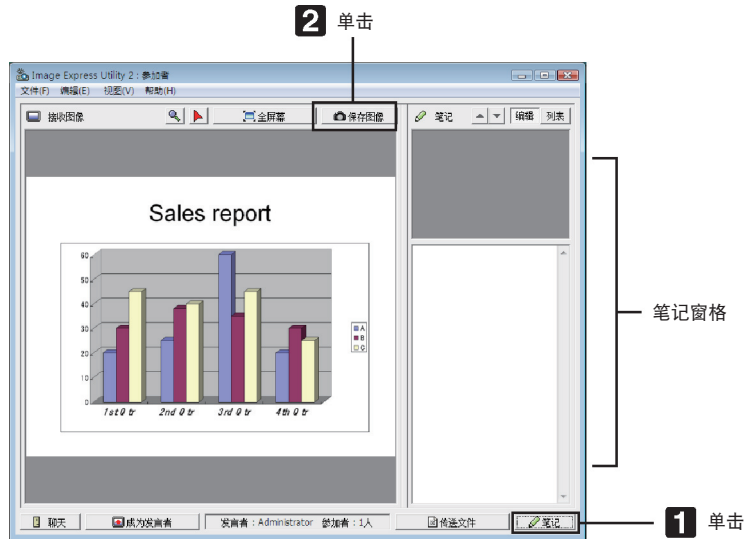 2 单击
Image Express Utility 2 : 参加者
文件(F) 编辑(E) 视图(V) 帮助(H)
接收图像 全屏幕 保存图像 笔记 编辑 列表
Sales report
60
50
40
30
20
10
0
A
B
C
1st Q tr 2nd Q tr 3rd Q tr 4th Q tr
笔记窗格
聊天 成为发言者 发言者 : Administrator 参加者 : 1人 传送文件 笔记
1 单击